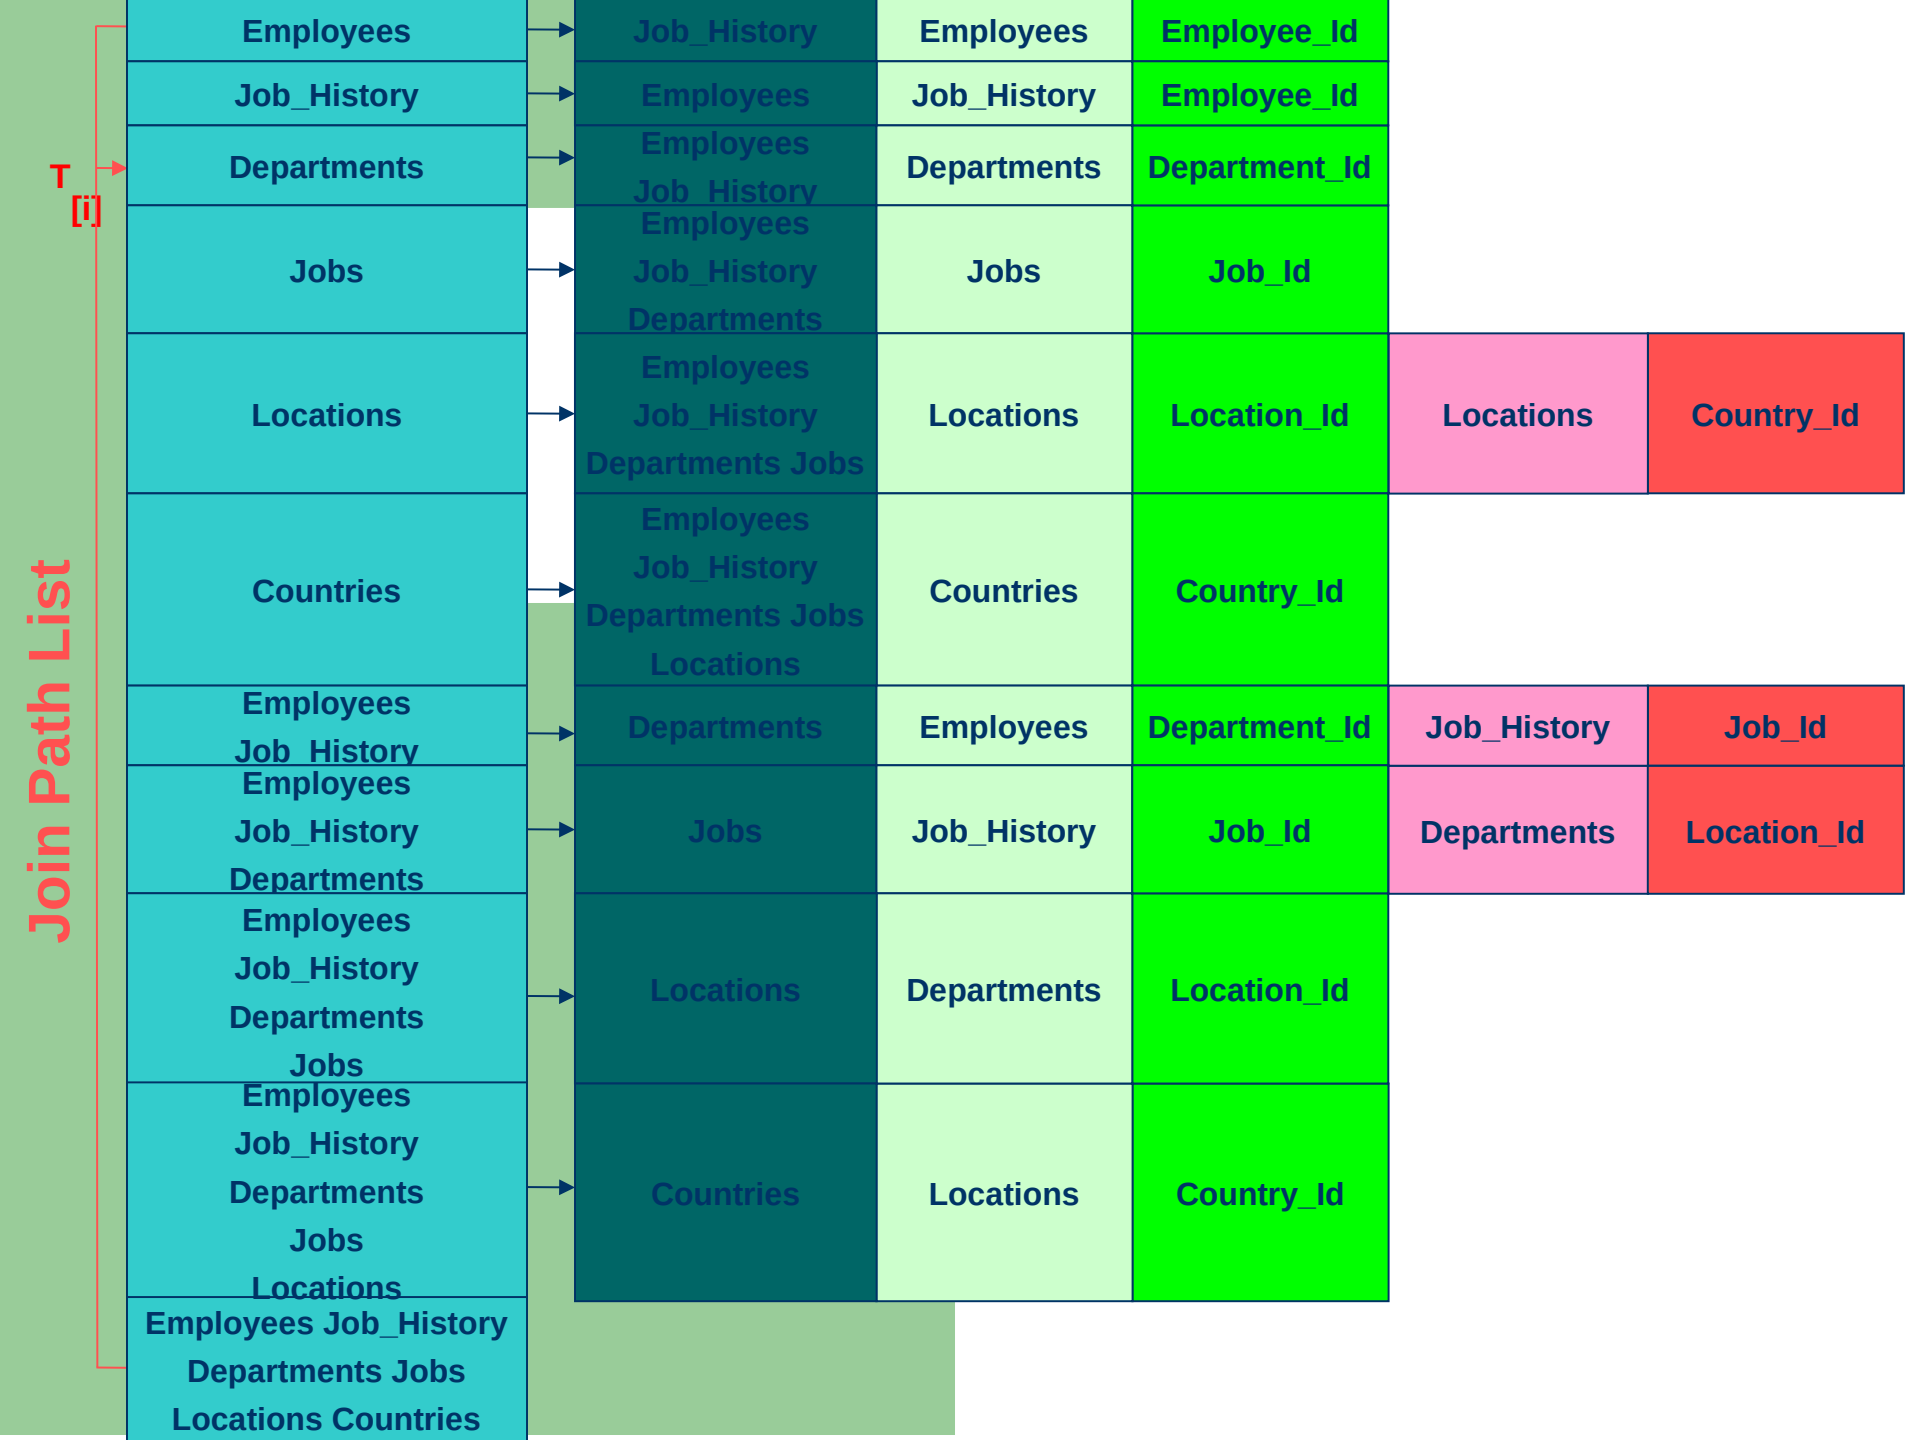 Join Path List
T
[i]
Employees
Job_History
Employees
Employee_Id
Job_History
Employees
Job_History
Employee_Id
Departments
Employees
Job_History
Departments
Department_Id
Jobs
Employees
Job_History
Departments
Jobs
Job_Id
Locations
Employees
Job_History
Departments Jobs
Locations
Location_Id
Locations
Country_Id
Countries
Employees
Job_History
Departments Jobs
Locations
Countries
Country_Id
Employees
Job_History
Departments
Employees
Department_Id
Job_History
Job_Id
Employees
Job_History
Departments
Jobs
Job_History
Job_Id
Departments
Location_Id
Employees
Job_History
Departments
Jobs
Locations
Departments
Location_Id
Employees
Job_History
Departments
Jobs
Locations
Countries
Locations
Country_Id
Employees Job_History
Departments Jobs
Locations Countries